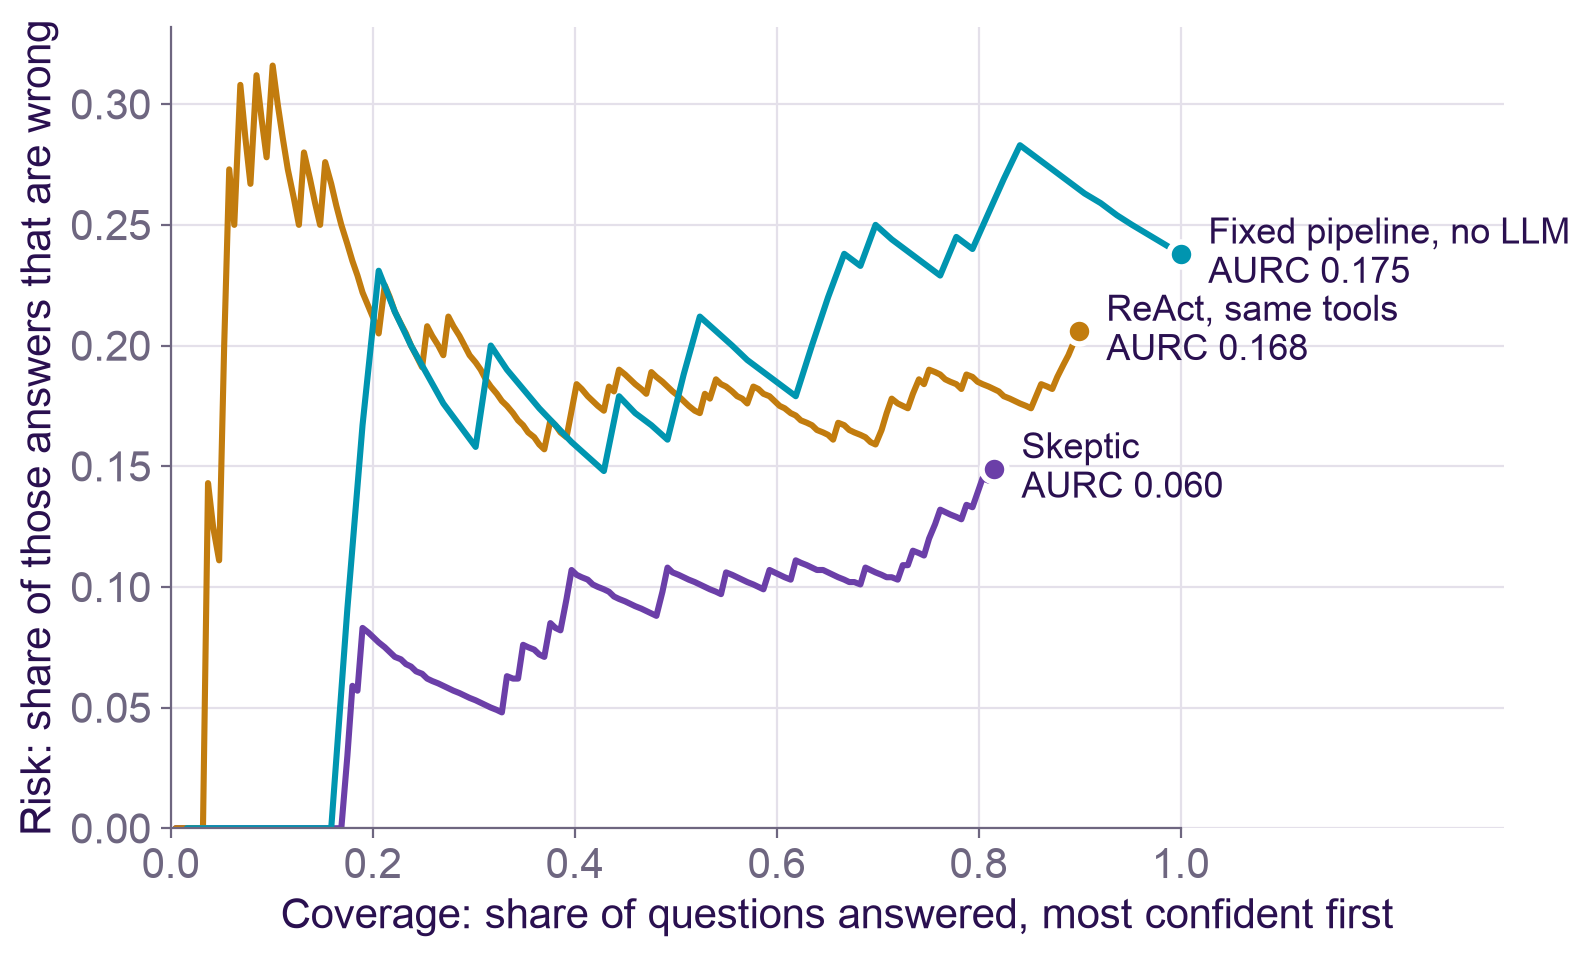 Risk: share of those answers that are wrong
0.30
0.25
0.20
0.15
0.10
0.05
0.00
Fixed pipeline, no LLM
AURC 0.175
ReAct, same tools
AURC 0.168
Skeptic
AURC 0.060
0.0 0.2 0.4 0.6 0.8 1.0
Coverage: share of questions answered, most confident first